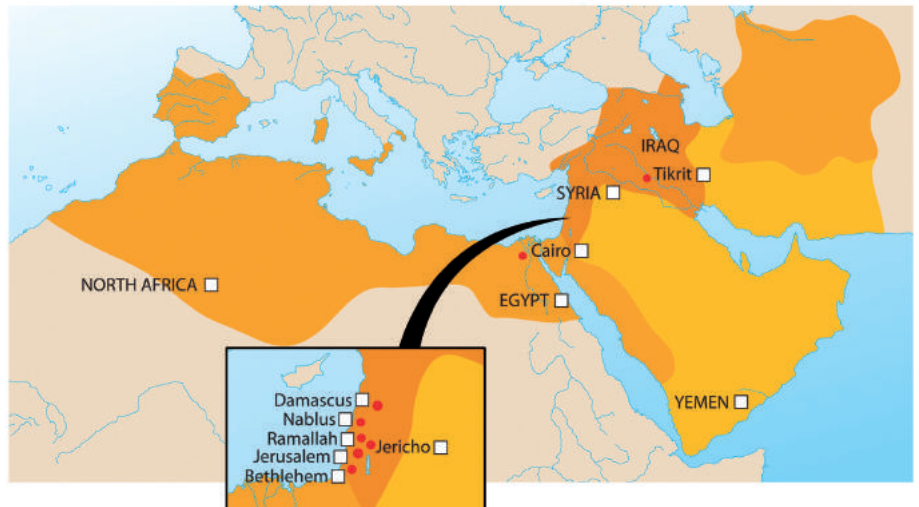 IRAQ
Tikrit
SYRIA
Cairo
NORTH AFRICA
EGYPT
YEMEN
Damascus
Nablus
Ramallah
Jericho
Jerusalem
Bethlehem